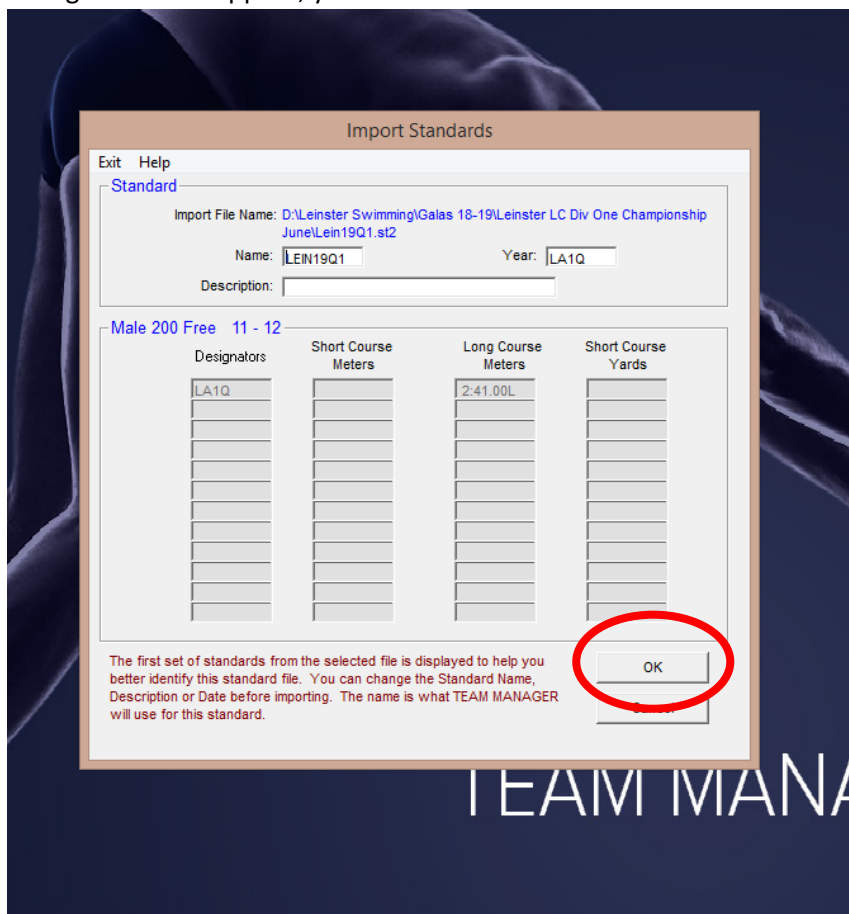 Import Standards
Exit Help
Standard
Import File Name: D:\Leinster Swimming\Galas 18-19\Leinster LC Div One Championship
June\Lein19Q1.st2
Name: LEIN19Q1 Year: LA1Q
Description:
Male 200 Free 11 - 12
Designators Short Course Meters Long Course Meters Short Course Yards
LA1Q 2:41.00L
The first set of standards from the selected file is displayed to help you
better identify this standard file. You can change the Standard Name,
Description or Date before importing. The name is what TEAM MANAGER
will use for this standard.
OK
TEAM MANA